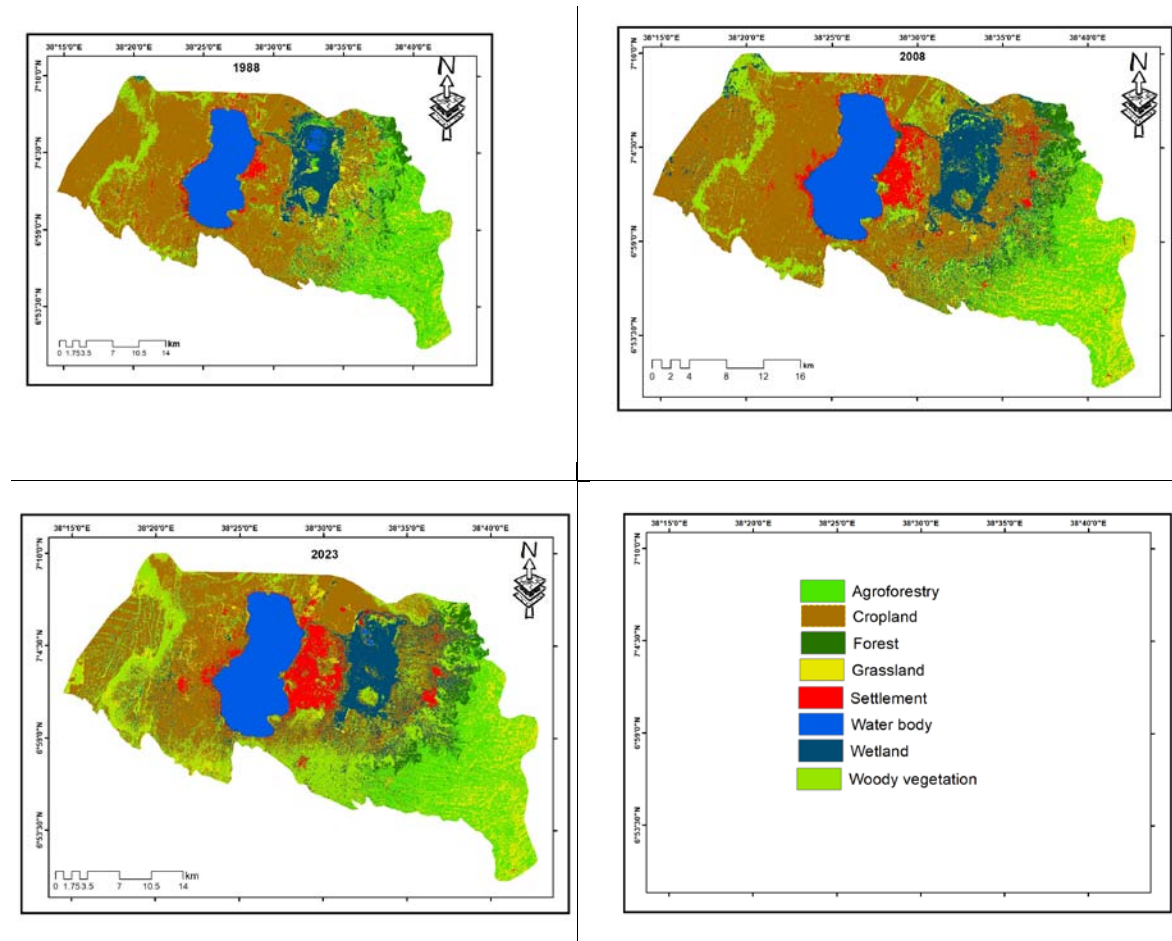 38°15'0"E 38°20'0"E 38°25'0"E 38°30'0"E 38°35'0"E 38°40'0"E
1988
N
7°10'0"N
7°4'30"N
6°59'0"N
6°53'30"N
km
0 1.753.5 7 10.5 14
38°15'0"E 38°20'0"E 38°25'0"E 38°30'0"E 38°35'0"E 38°40'0"E
2008
N
7°10'0"N
7°4'30"N
6°59'0"N
6°53'30"N
km
0 2 4 8 12 16
38°15'0"E 38°20'0"E 38°25'0"E 38°30'0"E 38°35'0"E 38°40'0"E
2023
N
7°10'0"N
7°4'30"N
6°59'0"N
6°53'30"N
km
0 1.753.5 7 10.5 14
38°15'0"E 38°20'0"E 38°25'0"E 38°30'0"E 38°35'0"E 38°40'0"E
7°10'0"N
7°4'30"N
6°59'0"N
6°53'30"N
Agroforestry
Cropland
Forest
Grassland
Settlement
Water body
Wetland
Woody vegetation